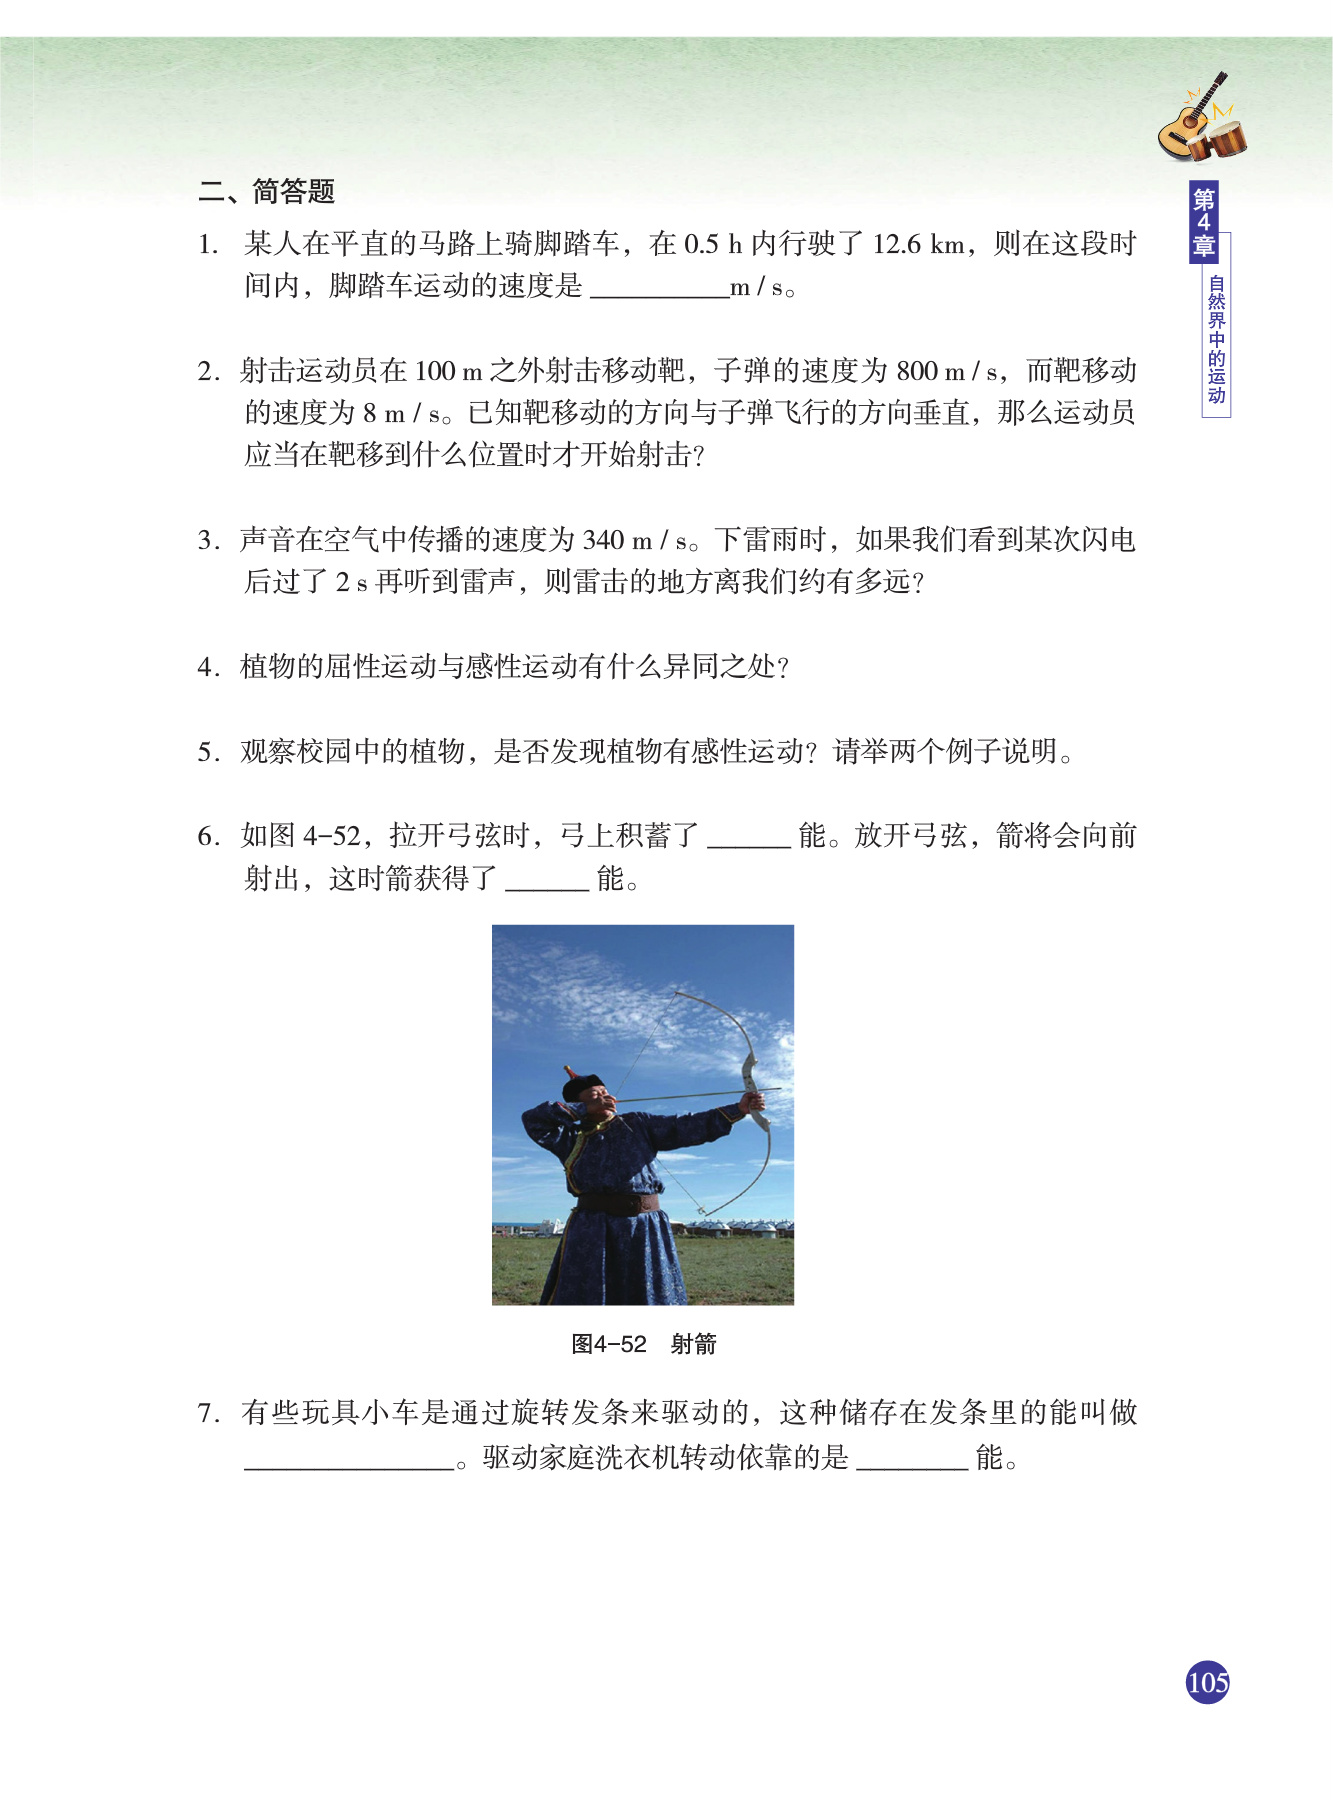 第4章
自然界中的运动
二、简答题
1. 某人在平直的马路上骑脚踏车，在 0.5 h 内行驶了 12.6 km，则在这段时
间内，脚踏车运动的速度是 __________m / s。
2. 射击运动员在 100 m 之外射击移动靶，子弹的速度为 800 m / s，而靶移动
的速度为 8 m / s。已知靶移动的方向与子弹飞行的方向垂直，那么运动员
应当在靶移到什么位置时才开始射击？
3. 声音在空气中传播的速度为 340 m / s。下雷雨时，如果我们看到某次闪电
后过了 2 s 再听到雷声，则雷击的地方离我们约有多远？
4. 植物的屈性运动与感性运动有什么异同之处？
5. 观察校园中的植物，是否发现植物有感性运动？请举两个例子说明。
6. 如图 4–52，拉开弓弦时，弓上积蓄了 ______ 能。放开弓弦，箭将会向前
射出，这时箭获得了 ______ 能。
图4–52 射箭
7. 有些玩具小车是通过旋转发条来驱动的，这种储存在发条里的能叫做
_______________。驱动家庭洗衣机转动依靠的是 ________ 能。
105